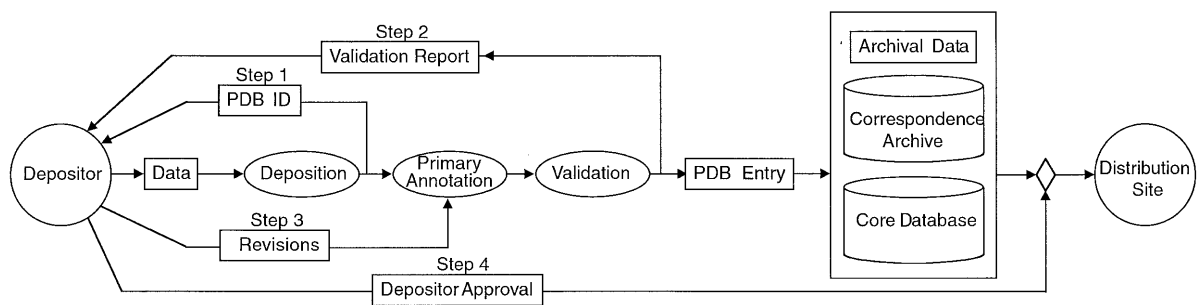 Step 2
Validation Report
Step 1
PDB ID
Depositor
Data
Deposition
Primary
Annotation
Validation
PDB Entry
Archival Data
Correspondence
Archive
Core Database
Distribution
Site
Step 3
Revisions
Step 4
Depositor Approval